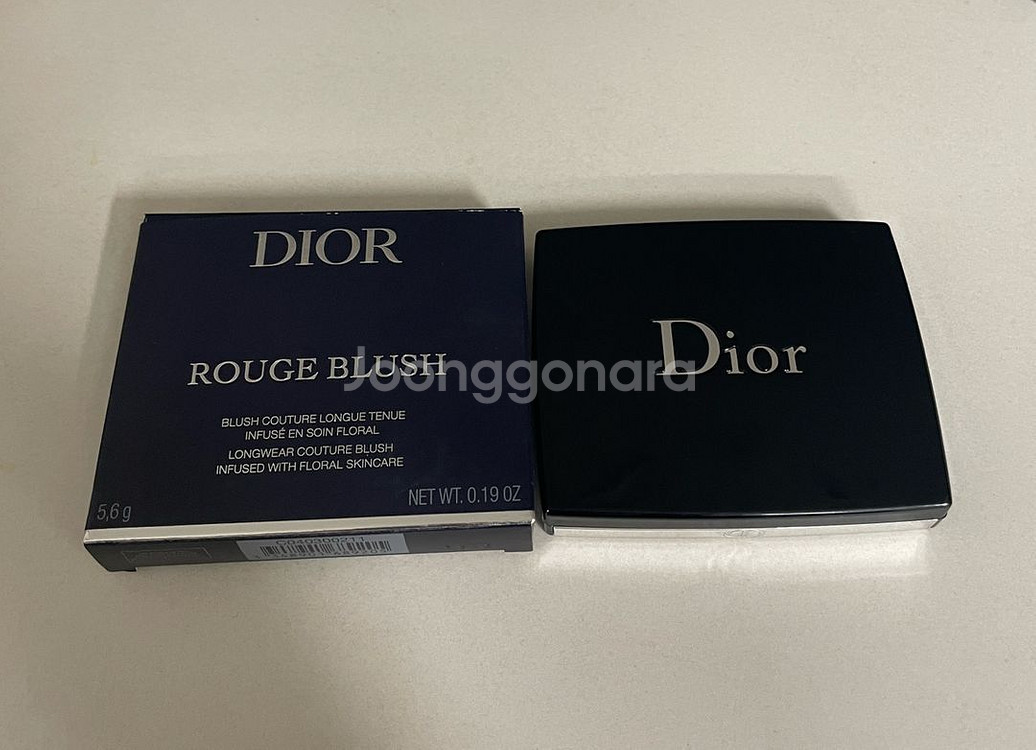 DIOR
ROUGE BLUSH
BLUSH COUTURE LONGUE TENUE
INFUSÉ EN SOIN FLORAL
LONGWEAR COUTURE BLUSH
INFUSED WITH FLORAL SKINCARE
5,6 g
NET WT. 0.19 OZ
C040300211
Dior
Joonggonara